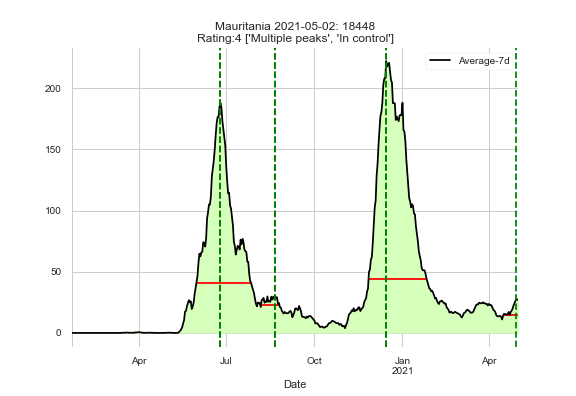 Mauritania 2021-05-02: 18448
Rating:4 ['Multiple peaks', 'In control']
Average-7d
200
150
100
50
0
Apr Jul Oct Jan Apr
2021
Date